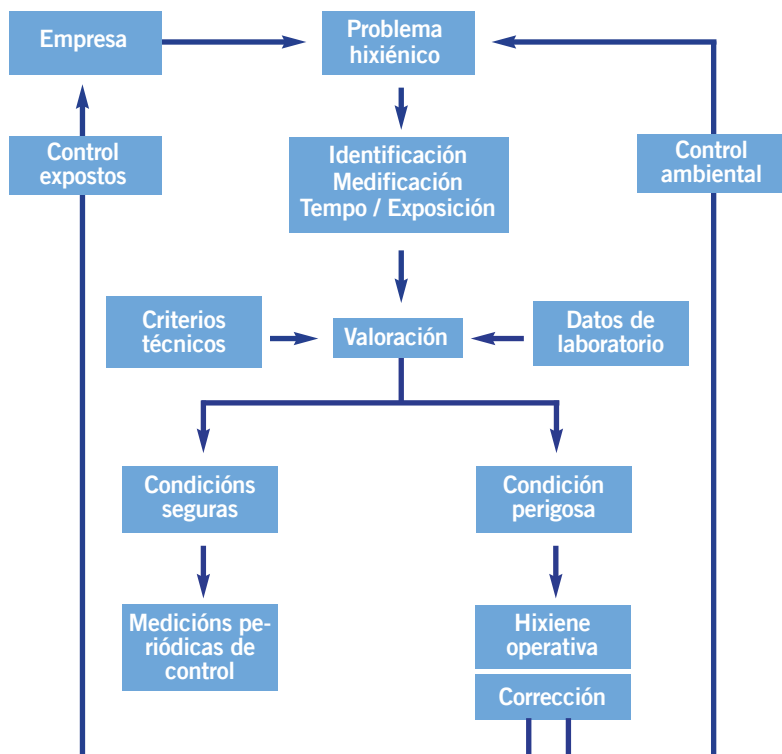 Empresa
Problema
hixiénico
Control
expostos
Identificación
Medificación
Tempo / Exposición
Control
ambiental
Criterios
técnicos
Valoración
Datos de
laboratorio
Condicións
seguras
Condición
perigosa
Medicións pe-
riódicas de
control
Hixiene
operativa
Corrección